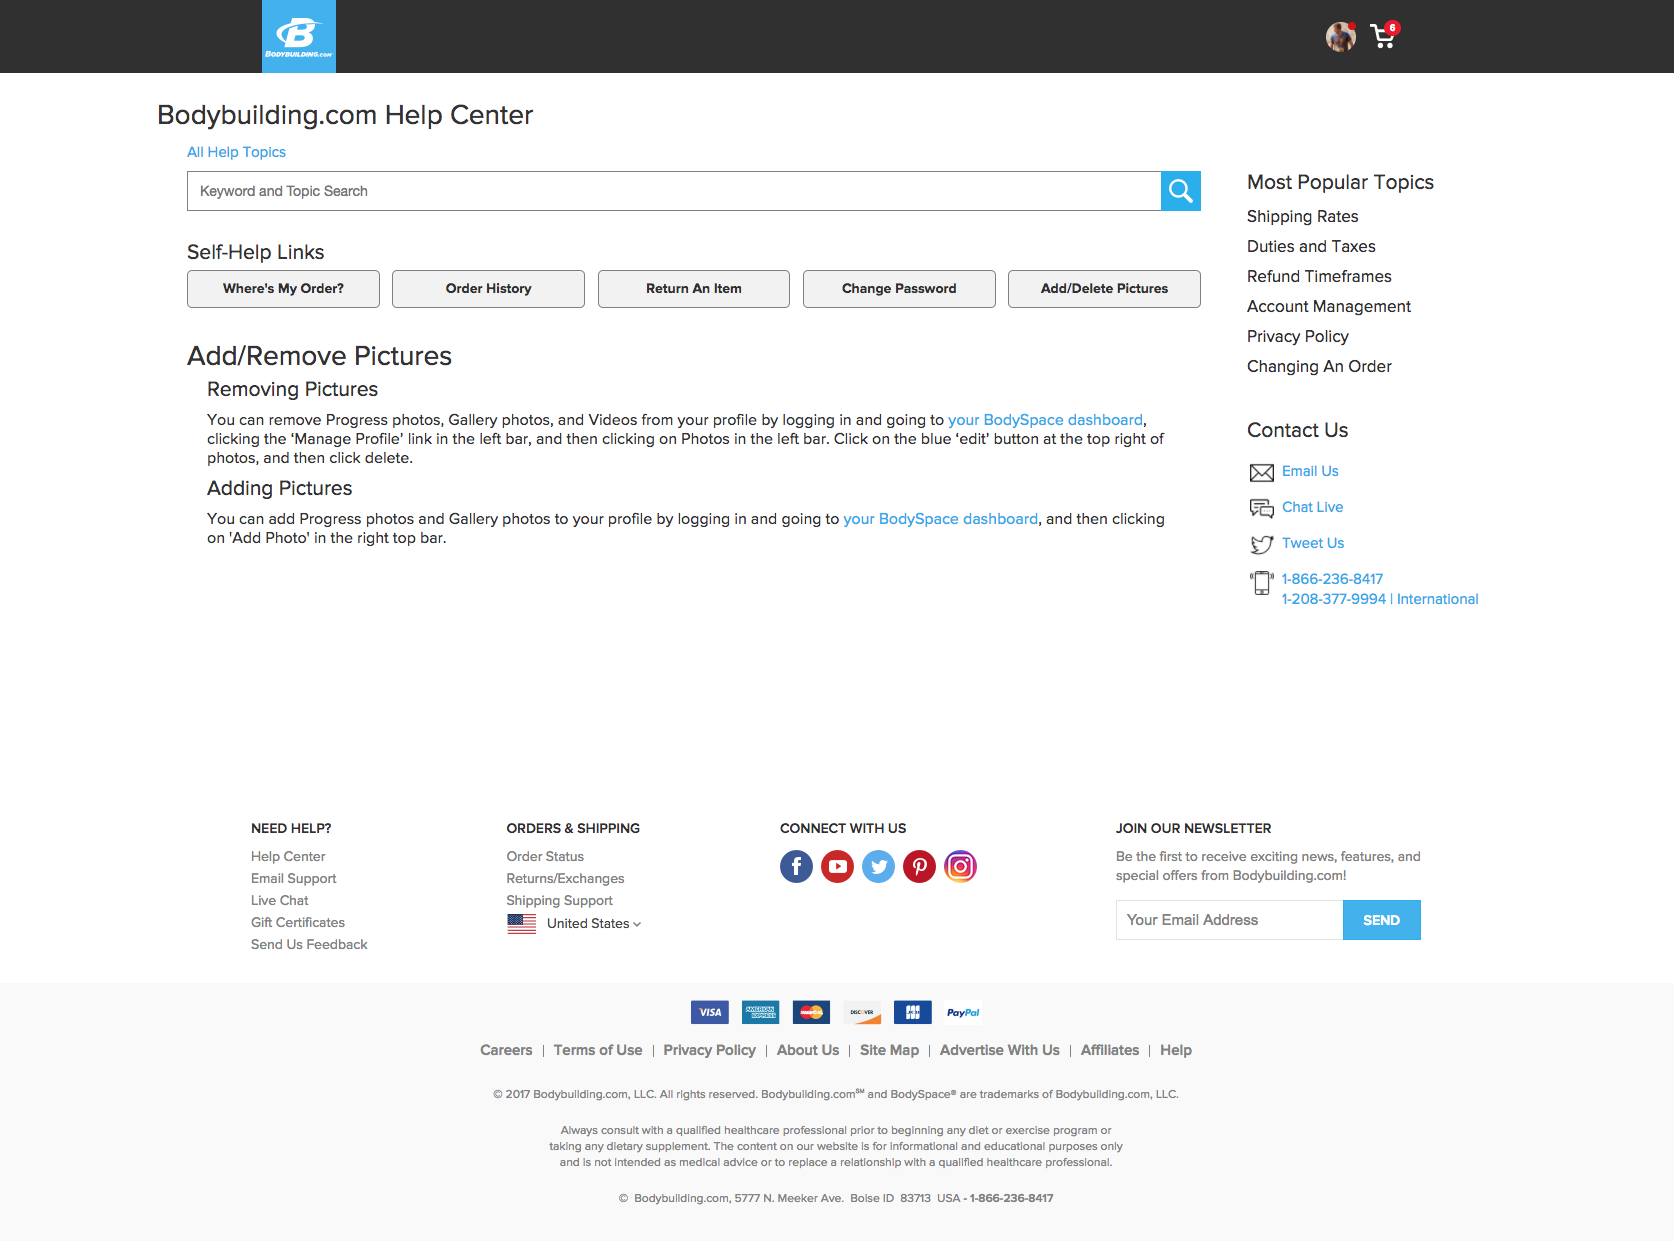 BODYBUILDING.COM
6
Bodybuilding.com Help Center
All Help Topics
Keyword and Topic Search
Self-Help Links
Where's My Order?
Order History
Return An Item
Change Password
Add/Delete Pictures
Add/Remove Pictures
Removing Pictures
You can remove Progress photos, Gallery photos, and Videos from your profile by logging in and going to your BodySpace dashboard,
clicking the ‘Manage Profile’ link in the left bar, and then clicking on Photos in the left bar. Click on the blue ‘edit’ button at the top right of
photos, and then click delete.
Adding Pictures
You can add Progress photos and Gallery photos to your profile by logging in and going to your BodySpace dashboard, and then clicking
on 'Add Photo' in the right top bar.
Most Popular Topics
Shipping Rates
Duties and Taxes
Refund Timeframes
Account Management
Privacy Policy
Changing An Order
Contact Us
Email Us
Chat Live
Tweet Us
1-866-236-8417
1-208-377-9994 | International
NEED HELP?
Help Center
Email Support
Live Chat
Gift Certificates
Send Us Feedback
ORDERS & SHIPPING
Order Status
Returns/Exchanges
Shipping Support
United States
CONNECT WITH US
JOIN OUR NEWSLETTER
Be the first to receive exciting news, features, and
special offers from Bodybuilding.com!
Your Email Address
SEND
VISA
AMERICAN EXPRESS
MasterCard
DISCOVER
JCB
PayPal
Careers | Terms of Use | Privacy Policy | About Us | Site Map | Advertise With Us | Affiliates | Help
© 2017 Bodybuilding.com, LLC. All rights reserved. Bodybuilding.com℠ and BodySpace® are trademarks of Bodybuilding.com, LLC.
Always consult with a qualified healthcare professional prior to beginning any diet or exercise program or
taking any dietary supplement. The content on our website is for informational and educational purposes only
and is not intended as medical advice or to replace a relationship with a qualified healthcare professional.
© Bodybuilding.com, 5777 N. Meeker Ave. Boise ID 83713 USA - 1-866-236-8417